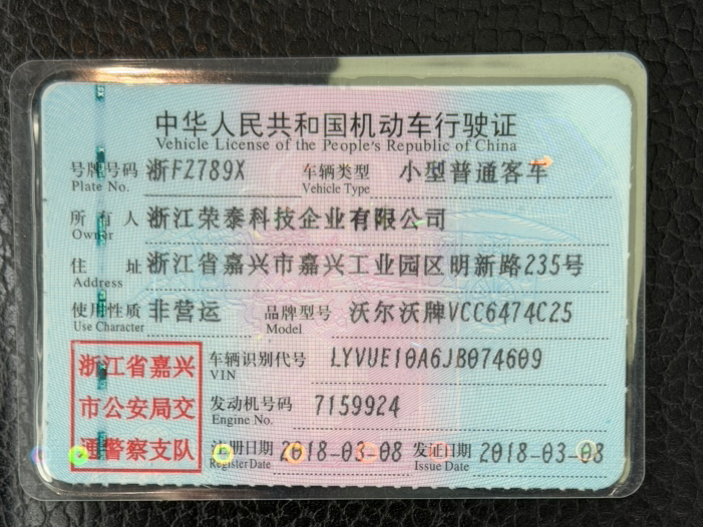 中华人民共和国机动车行驶证
Vehicle License of the People's Republic of China
号牌号码 浙FZ789X 车辆类型 小型普通客车
Plate No. Vehicle Type
所有人 浙江荣泰科技企业有限公司
Owner
住址 浙江省嘉兴市嘉兴工业园区明新路235号
Address
使用性质 非营运 品牌型号 沃尔沃牌VCC6474C25
Use Character Model
浙江省嘉兴 车辆识别代号 LYVUE10A6JB074609
VIN
市公安局交 发动机号码 7159924
Engine No.
通警察支队 注册日期 2018-03-08 发证日期 2018-03-08
Register Date Issue Date